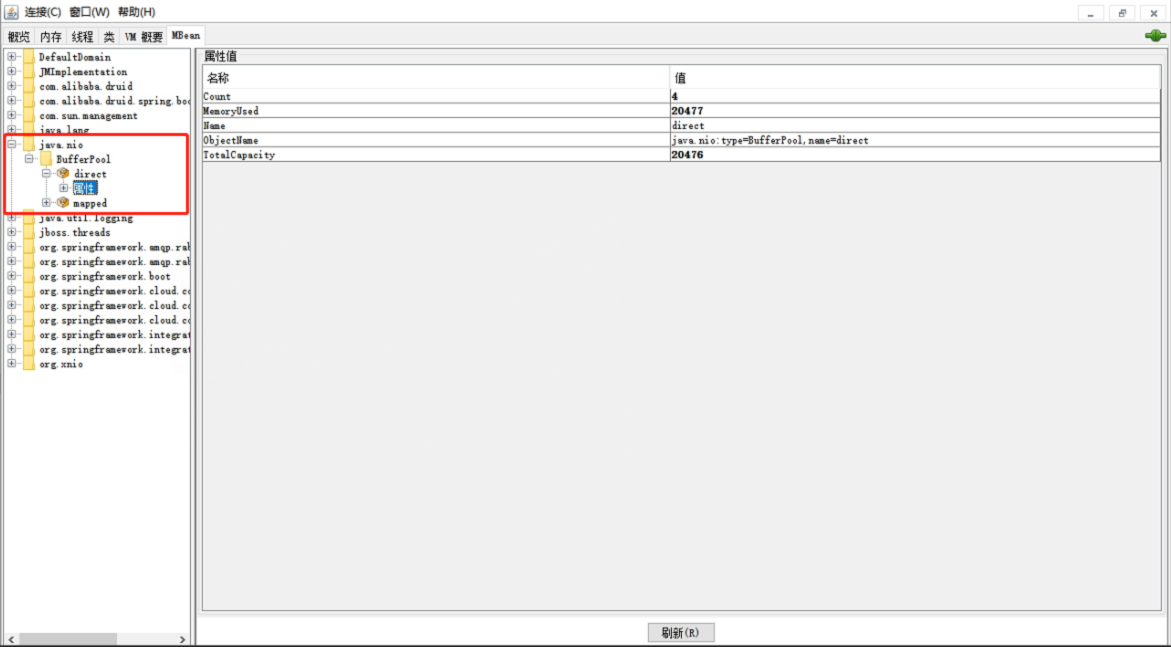 连接(C) 窗口(W) 帮助(H)
概览 内存 线程 类 VM 概要 MBean
DefaultDomain
JMImplementation
com.alibaba.druid
com.alibaba.druid.spring.boo
com.sun.management
java.lang
java.nio
BufferPool
direct
属性
mapped
java.util.logging
jboss.threads
org.springframework.amqp.rab
org.springframework.amqp.rab
org.springframework.boot
org.springframework.cloud.co
org.springframework.cloud.co
org.springframework.cloud.co
org.springframework.integrat
org.springframework.integrat
org.xnio
属性值
名称 值
Count 4
MemoryUsed 20477
Name direct
ObjectName java.nio:type=BufferPool,name=direct
TotalCapacity 20476
刷新(R)